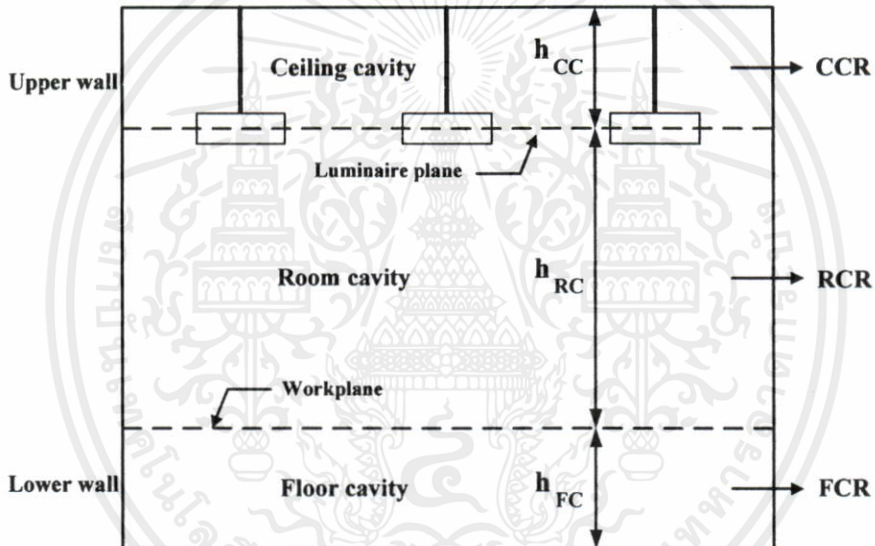 Upper wall
Ceiling cavity
h CC
CCR
Luminaire plane
Room cavity
h RC
RCR
Workplane
Lower wall
Floor cavity
h FC
FCR